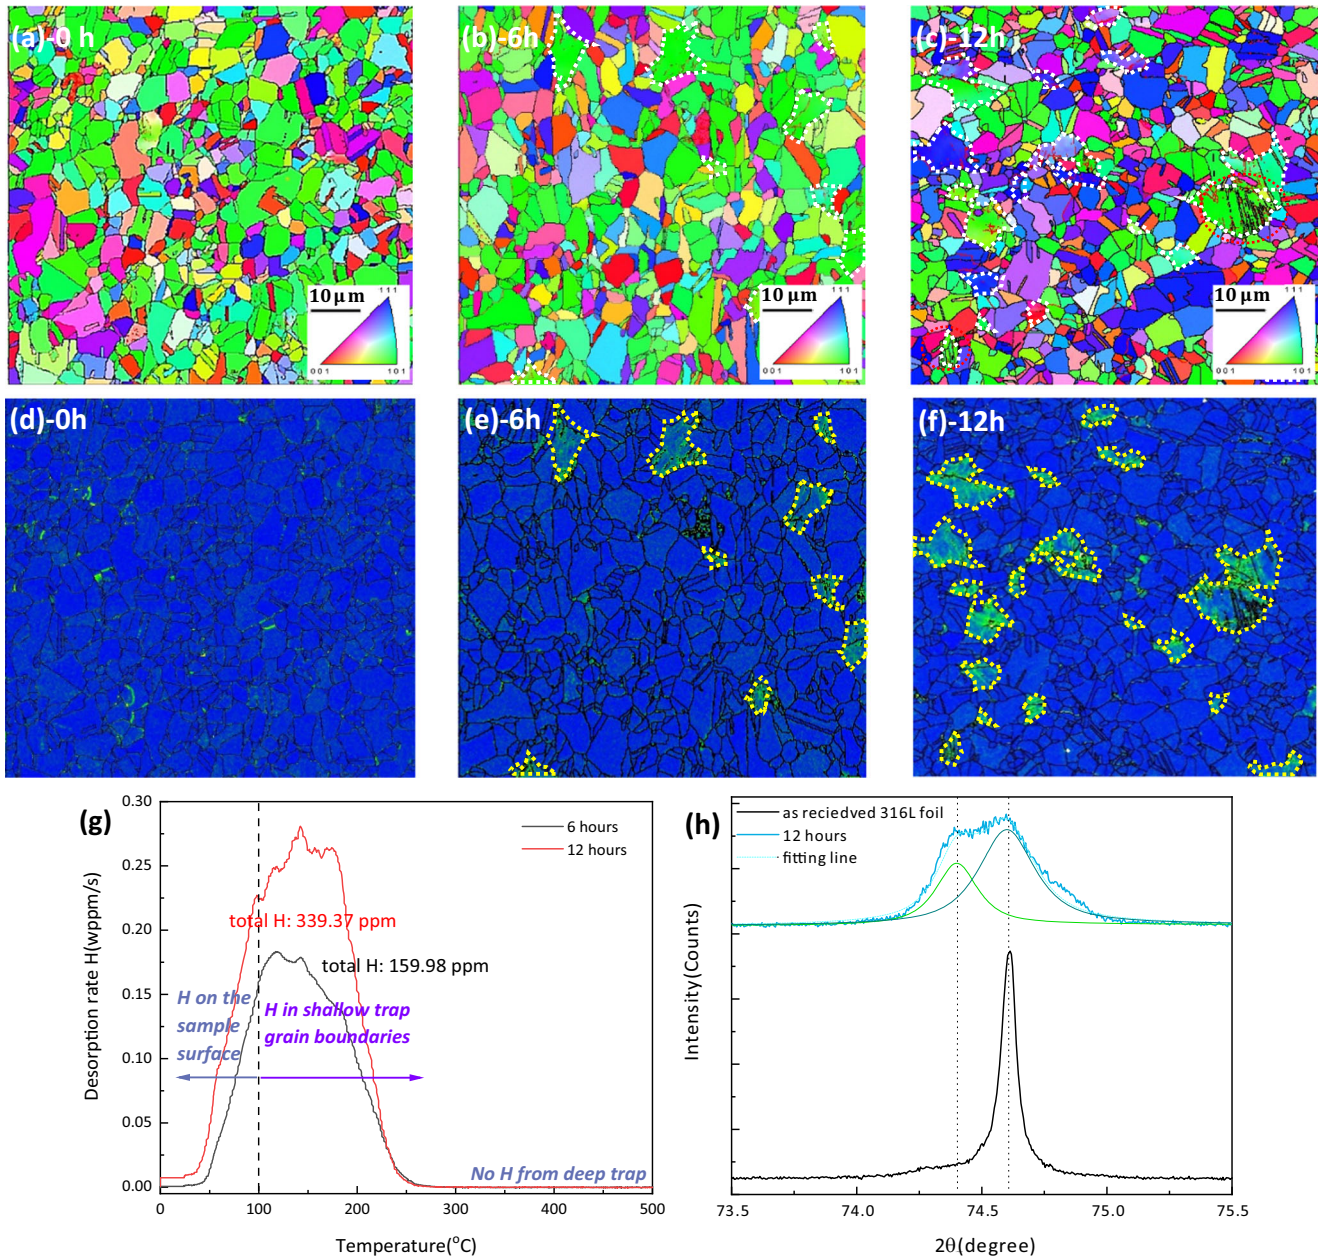 (a)-0 h
(b)-6h
(c)-12h
10 μm
111
001
101
10 μm
111
001
101
10 μm
111
001
101
(d)-0h
(e)-6h
(f)-12h
(g)
0.30
0.25
0.20
0.15
0.10
0.05
0.00
Desorption rate H(wppm/s)
6 hours
12 hours
total H: 339.37 ppm
total H: 159.98 ppm
H on the
sample
surface
H in shallow trap
grain boundaries
No H from deep trap
0
100
200
300
400
500
Temperature(°C)
(h)
as reciedved 316L foil
12 hours
fitting line
Intensity(Counts)
73.5
74.0
74.5
75.0
75.5
2θ(degree)